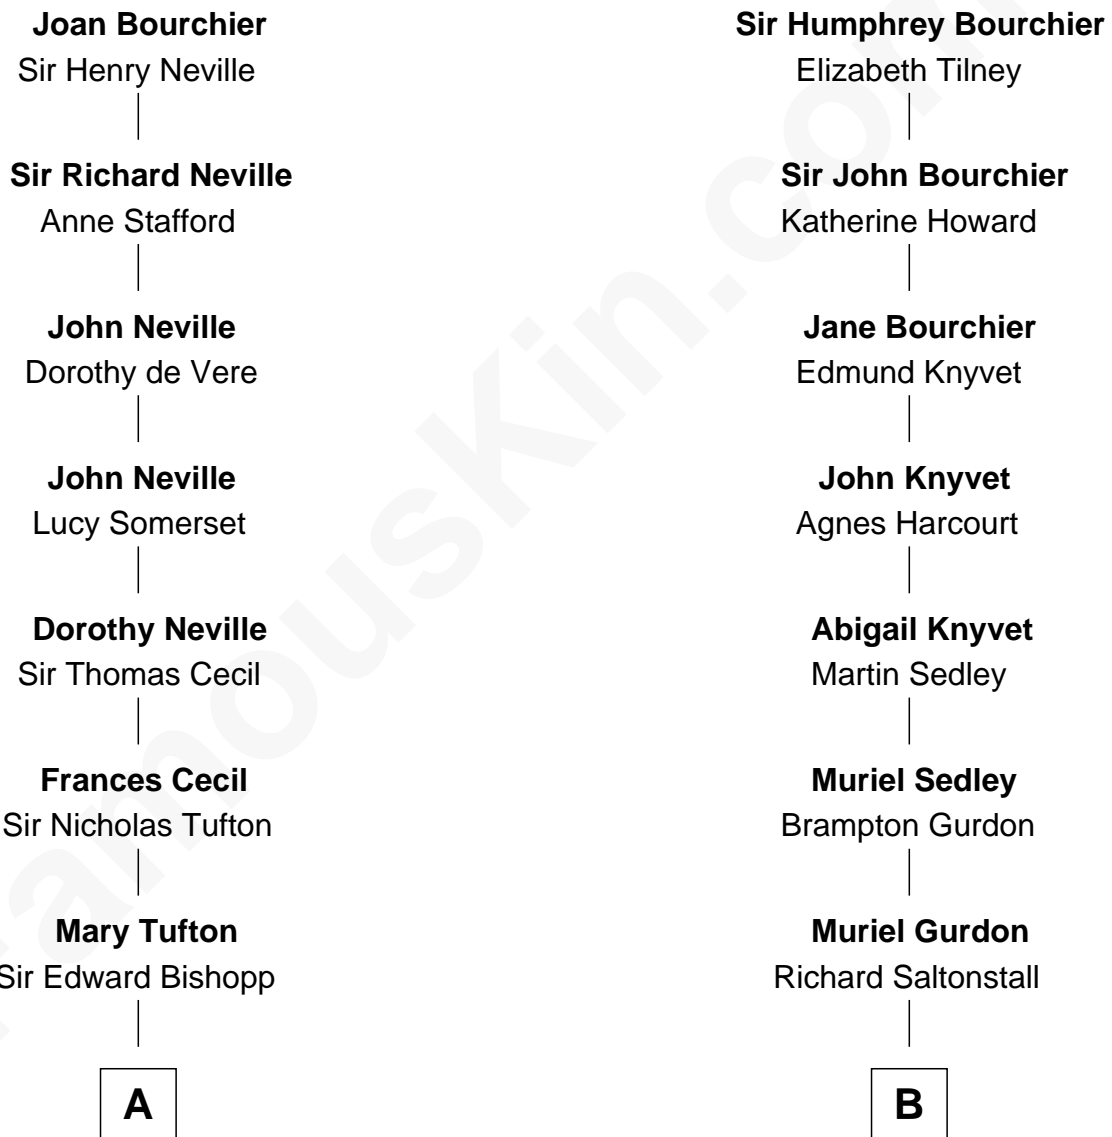 Joan Bourchier
Sir Henry Neville
Sir Richard Neville
Anne Stafford
John Neville
Dorothy de Vere
John Neville
Lucy Somerset
Dorothy Neville
Sir Thomas Cecil
Frances Cecil
Sir Nicholas Tufton
Mary Tufton
Sir Edward Bishopp
A
Sir Humphrey Bourchier
Elizabeth Tilney
Sir John Bourchier
Katherine Howard
Jane Bourchier
Edmund Knyvet
John Knyvet
Agnes Harcourt
Abigail Knyvet
Martin Sedley
Muriel Sedley
Brampton Gurdon
Muriel Gurdon
Richard Saltonstall
B
famouskin.com